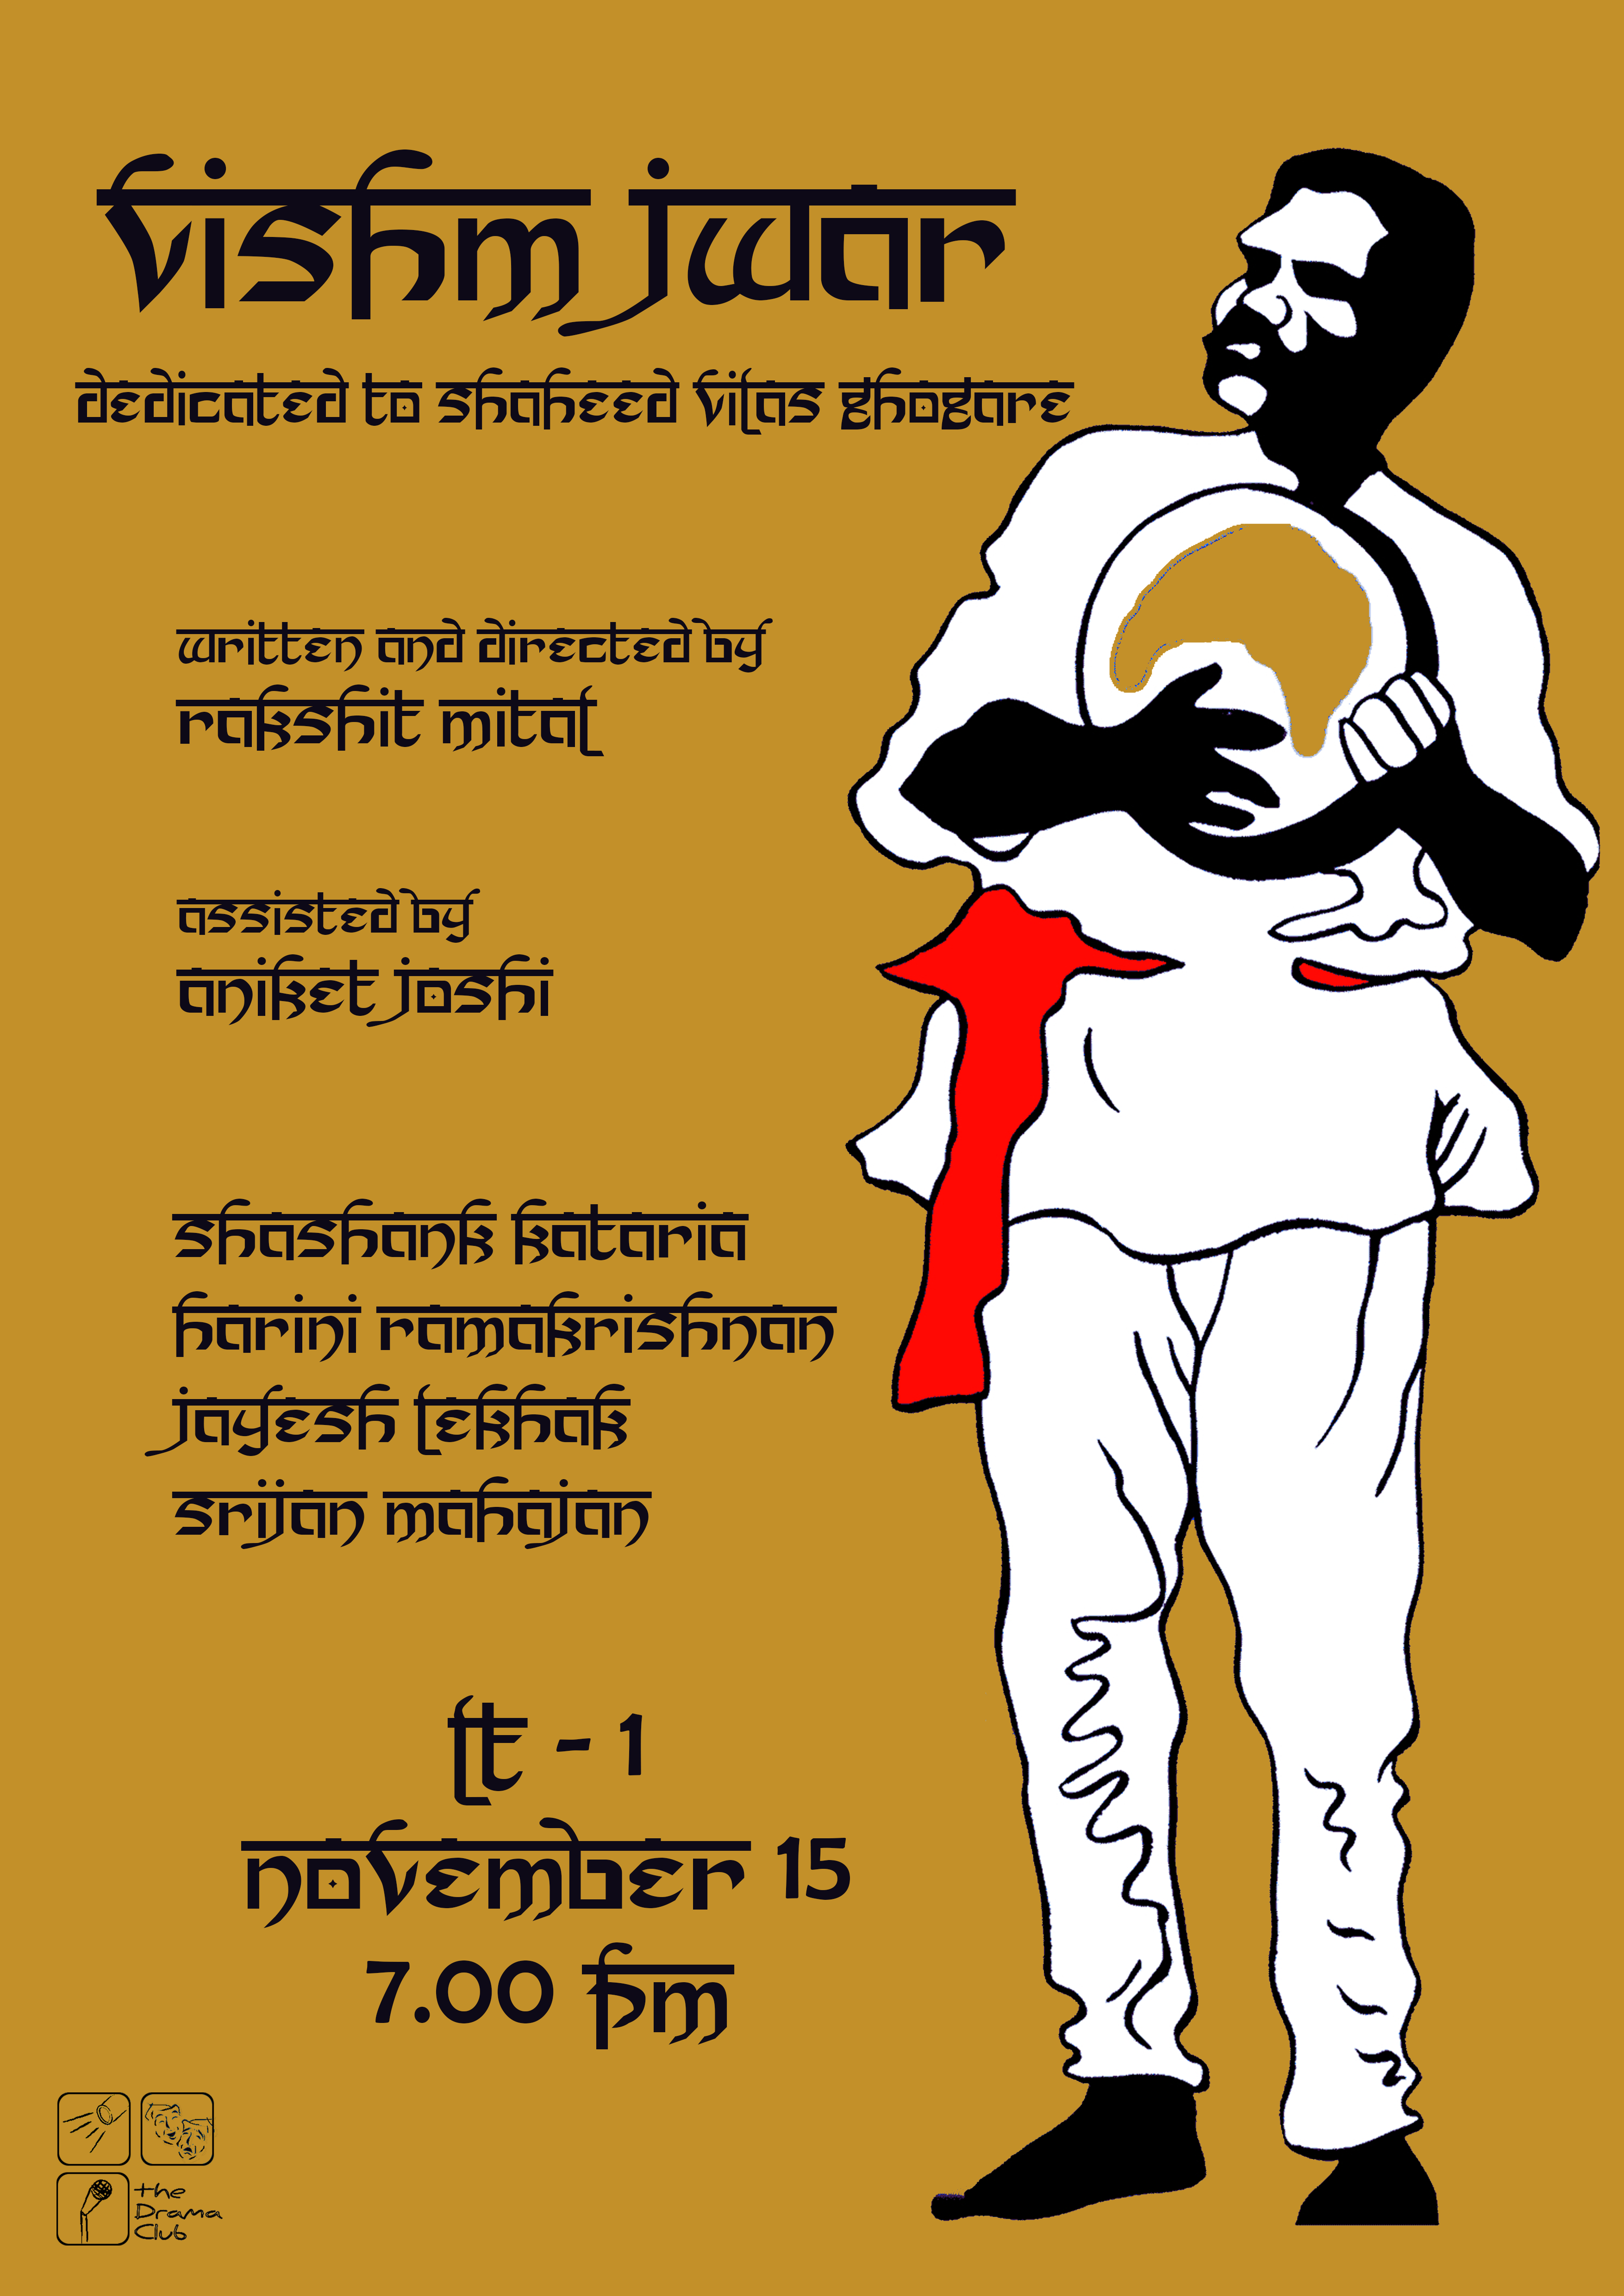 vishm jwar
dedicated to shaheed vilas ghogare
written and directed by
rakshit mital
assisted by
aniket joshi
shashank kataria
harini ramakrishnan
jayesh lekhak
srijan mahajan
lt - 1
november 15
7.00 pm
the
Drama
Club